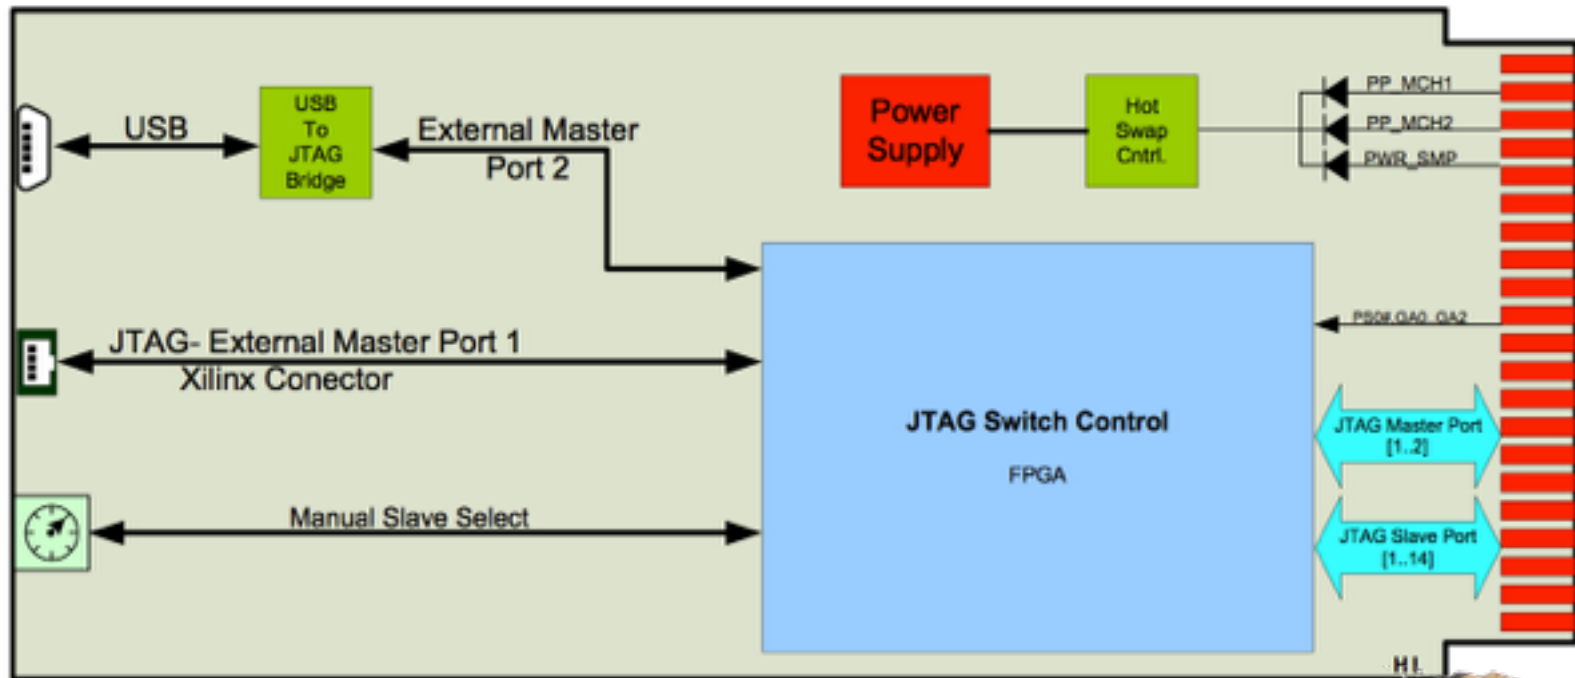 USB
USB
To
JTAG
Bridge
External Master
Port 2
Power
Supply
Hot
Swap
Cntrl.
PP_MCH1
PP_MCH2
PWR_SMP
JTAG- External Master Port 1
Xilinx Conector
PS0#,GA0_GA2
JTAG Switch Control
FPGA
JTAG Master Port
[1..2]
Manual Slave Select
JTAG Slave Port
[1..14]